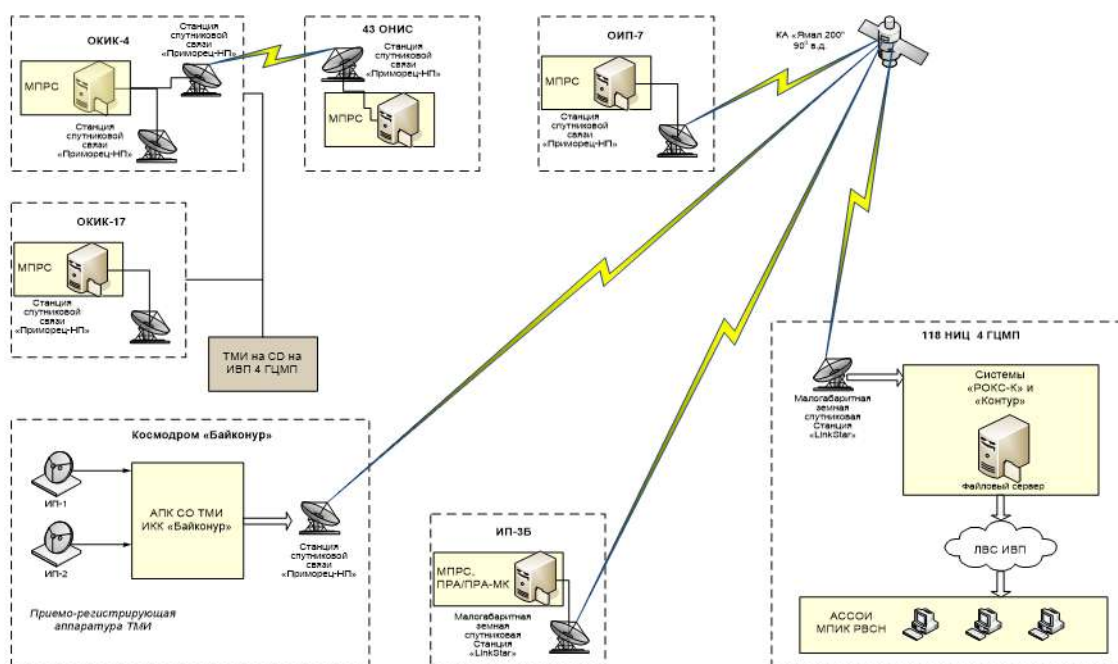 ОКИК-4
МПРС
Станция
спутниковой
связи
«Приморец-НП»
Станция
спутниковой
связи
«Приморец-НП»
43 ОНИС
Станция
спутниковой
связи
«Приморец-НП»
МПРС
ОИП-7
МПРС
Станция
спутниковой
связи
«Приморец-НП»
КА «Ямал 200»
90° в.д.
ОКИК-17
МПРС
Станция
спутниковой
связи
«Приморец-НП»
ТМИ на CD на
ИВП 4 ГЦМП
Космодром «Байконур»
ИП-1
ИП-2
АПК СО ТМИ
ИКК «Байконур»
Станция
спутниковой
связи
«Приморец-НП»
Приемо-регистрирующая
аппаратура ТМИ
ИП-3Б
МПРС,
ПРА/ПРА-МК
Малогабаритная
земная
спутниковая
Станция
«LinkStar»
118 НИЦ 4 ГЦМП
Малогабаритная
земная
спутниковая
Станция
«LinkStar»
Системы
«РОКС-К» и
«Контур»
Файловый сервер
ЛВС ИВП
АССОИ
МПИК РВСН